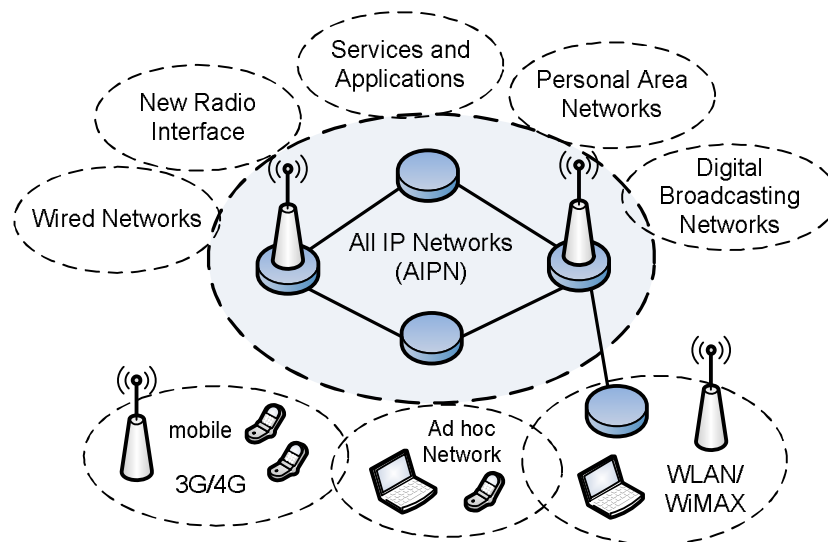 Services and
Applications
New Radio
Interface
Personal Area
Networks
Wired Networks
Digital
Broadcasting
Networks
All IP Networks
(AIPN)
mobile
3G/4G
Ad hoc
Network
WLAN/
WiMAX